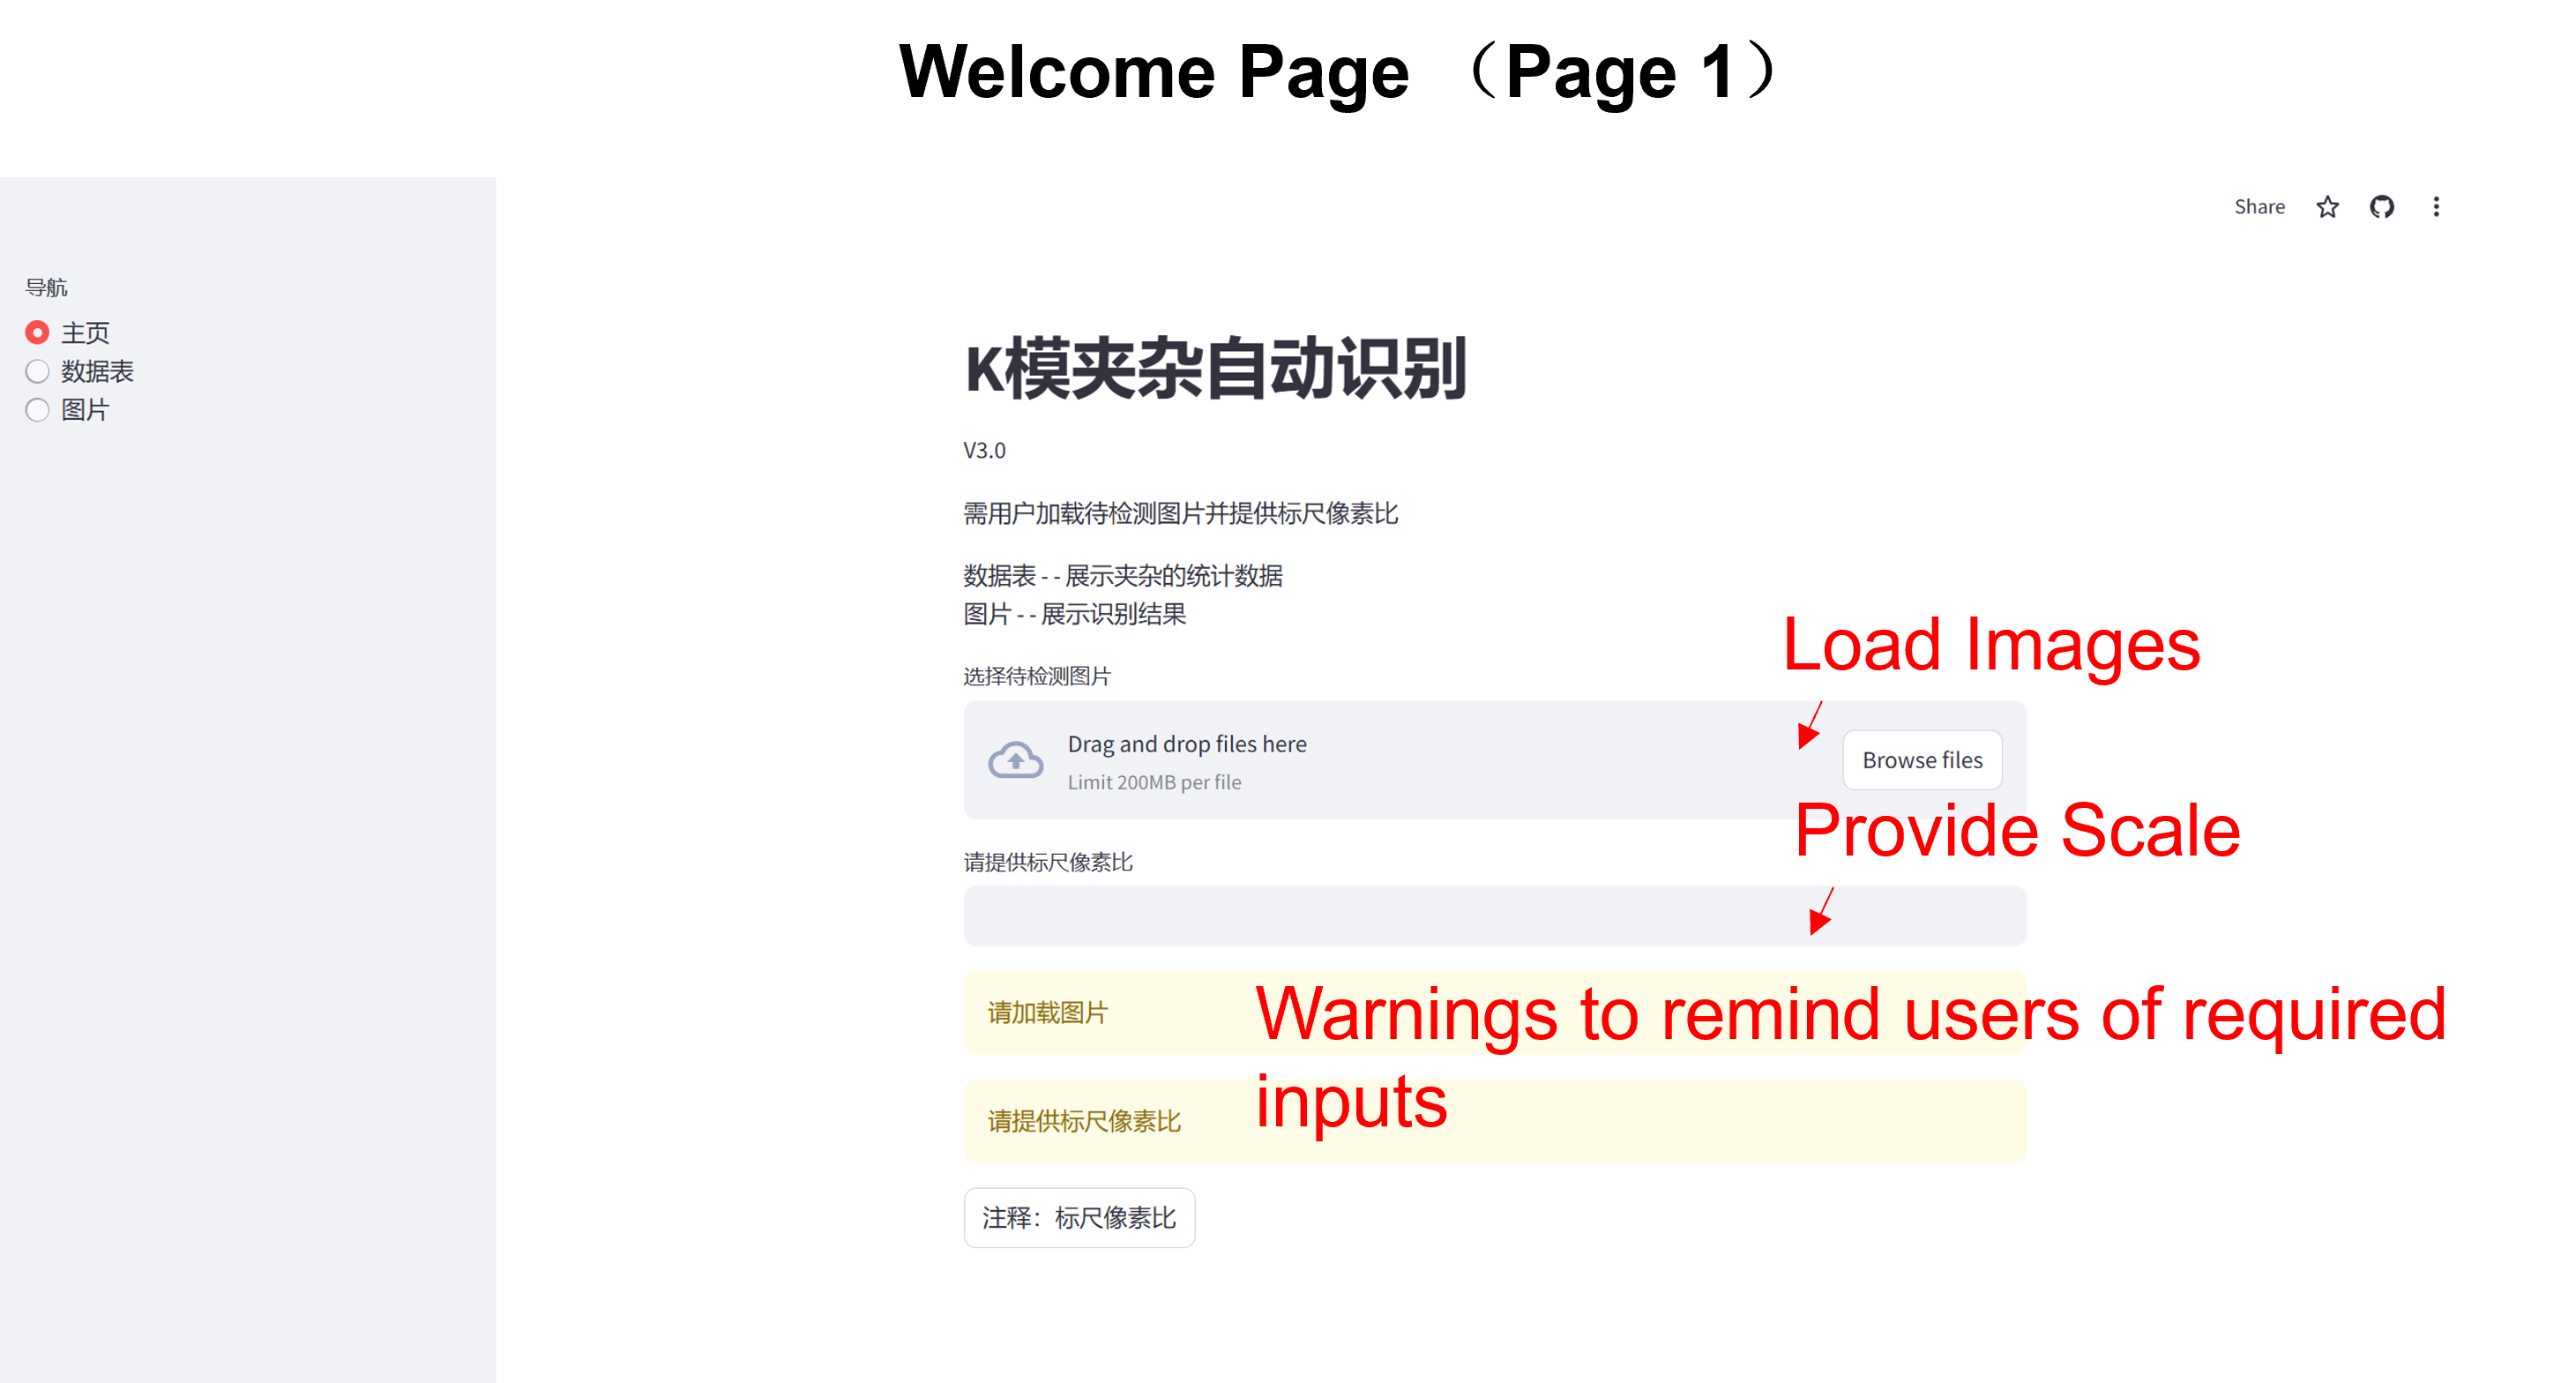 Welcome Page （Page 1）
Share
导航
主页
数据表
图片
K模夹杂自动识别
V3.0
需用户加载待检测图片并提供标尺像素比
数据表 - - 展示夹杂的统计数据
图片 - - 展示识别结果
Load Images
选择待检测图片
Drag and drop files here
Limit 200MB per file
Browse files
Provide Scale
请提供标尺像素比
请加载图片
Warnings to remind users of required
inputs
请提供标尺像素比
注释：标尺像素比